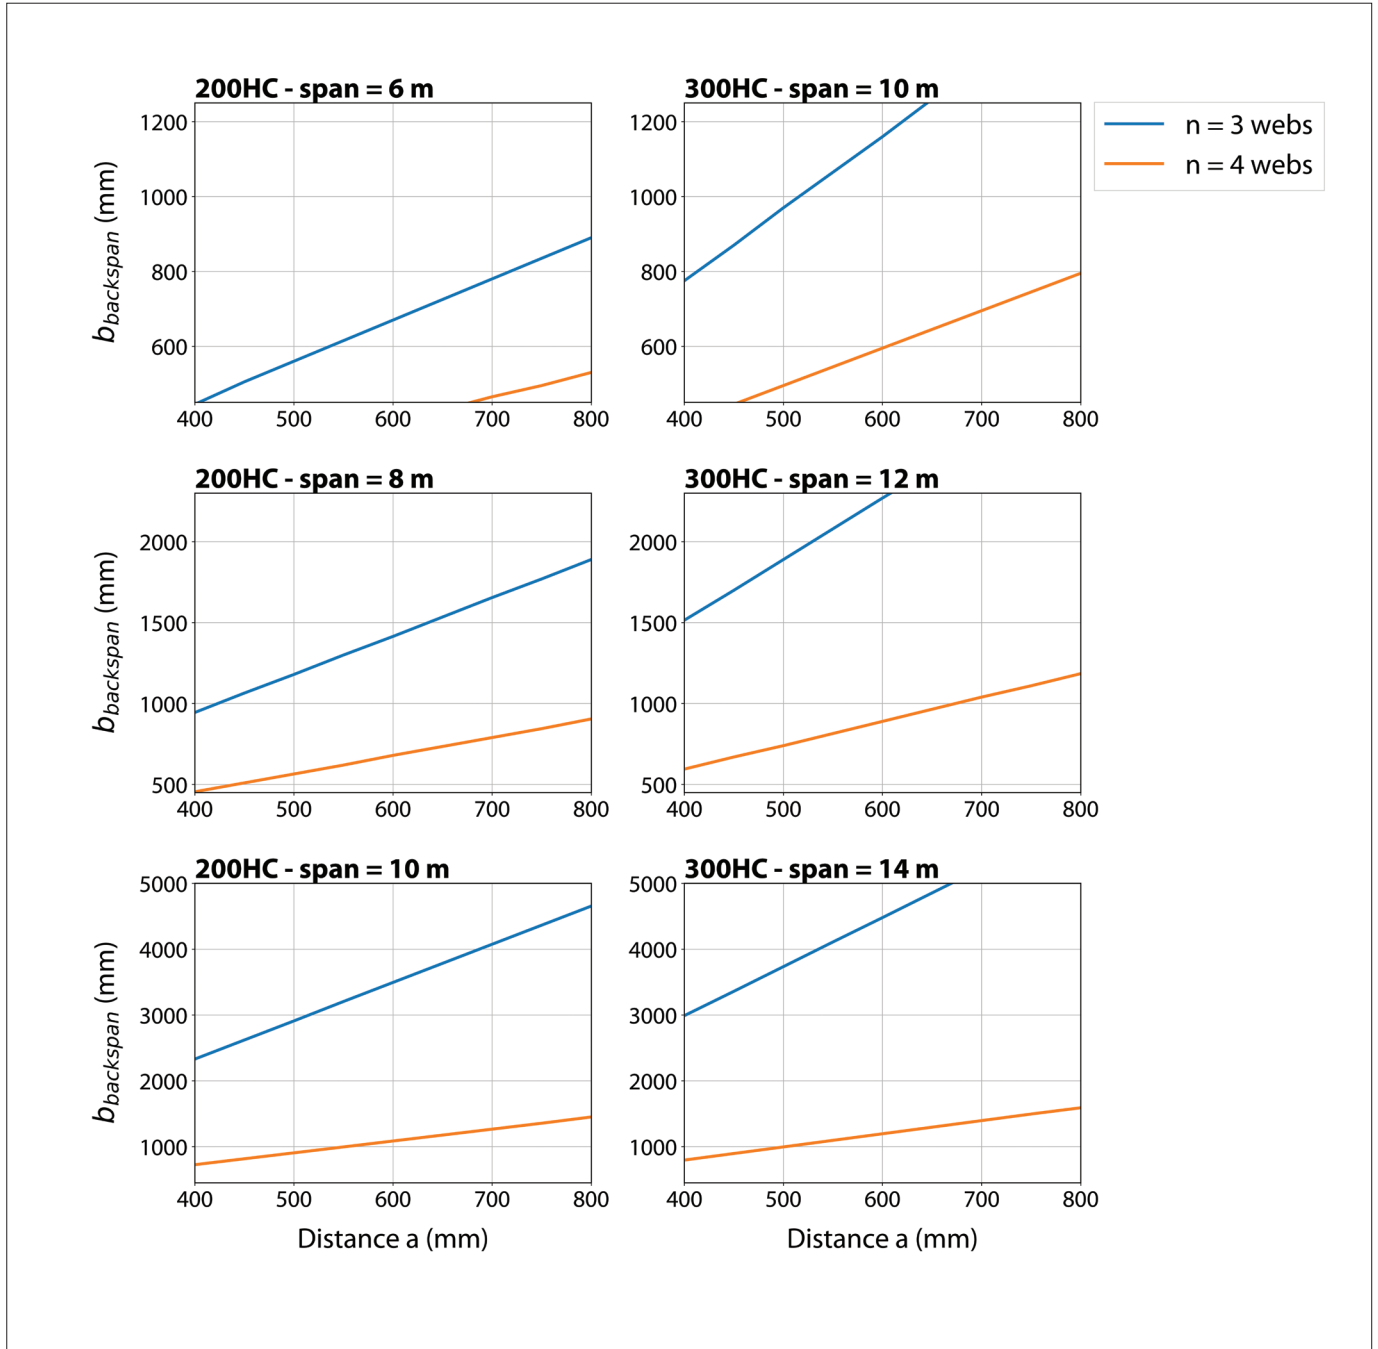 200HC - span = 6 m
300HC - span = 10 m
n = 3 webs
n = 4 webs
1200
1000
800
600
b_backspan (mm)
400 500 600 700 800
1200
1000
800
600
400 500 600 700 800
200HC - span = 8 m
300HC - span = 12 m
2000
1500
1000
500
b_backspan (mm)
400 500 600 700 800
2000
1500
1000
500
400 500 600 700 800
200HC - span = 10 m
300HC - span = 14 m
5000
4000
3000
2000
1000
b_backspan (mm)
400 500 600 700 800
Distance a (mm)
5000
4000
3000
2000
1000
400 500 600 700 800
Distance a (mm)